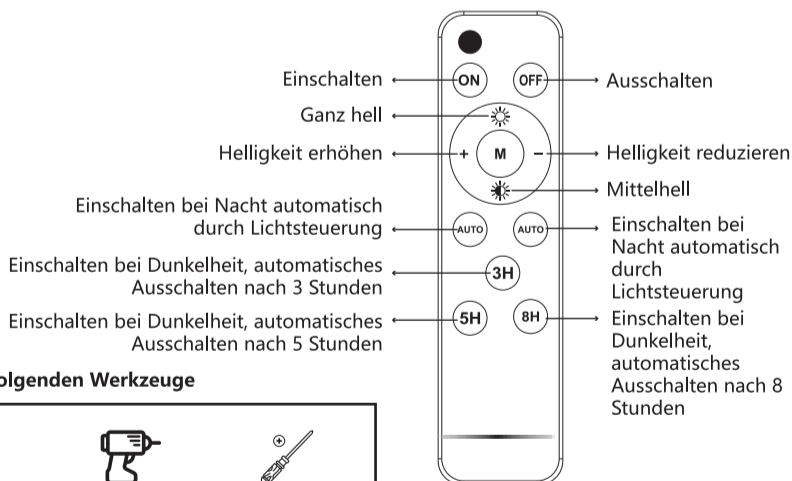 ON
OFF
Einschalten
Ausschalten
Ganz hell
Helligkeit erhöhen
+
M
−
Helligkeit reduzieren
Mittelhell
Einschalten bei Nacht automatisch
durch Lichtsteuerung
AUTO
AUTO
Einschalten bei
Nacht automatisch
durch
Lichtsteuerung
Einschalten bei Dunkelheit, automatisches
Ausschalten nach 3 Stunden
3H
Einschalten bei Dunkelheit, automatisches
Ausschalten nach 5 Stunden
5H
8H
Einschalten bei
Dunkelheit,
automatisches
Ausschalten nach 8
Stunden
olgenden Werkzeuge